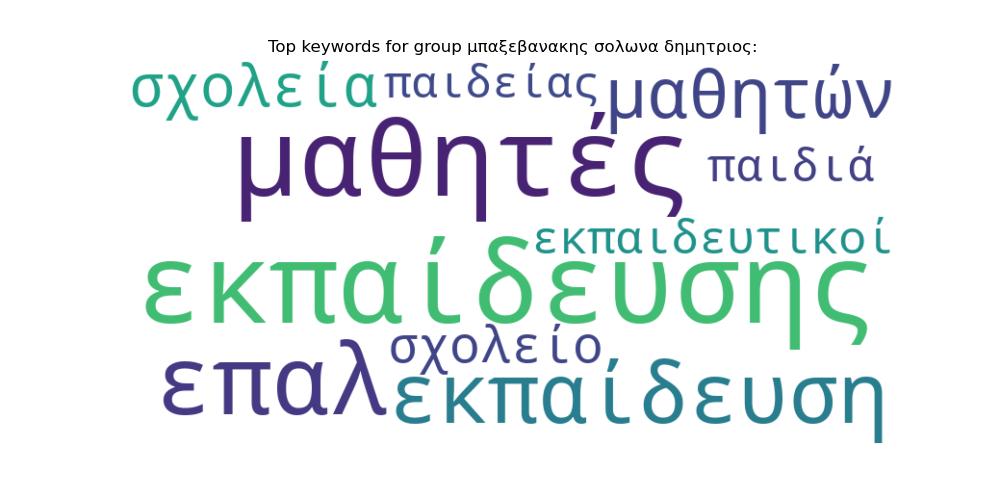 Top keywords for group μπαξεβανακης σολωνα δημητριος:
σχολεία παιδείας μαθητών
μαθητές παιδιά
εκπαιδευτικοί
εκπαίδευσης
σχολείο
επαλ εκπαίδευση